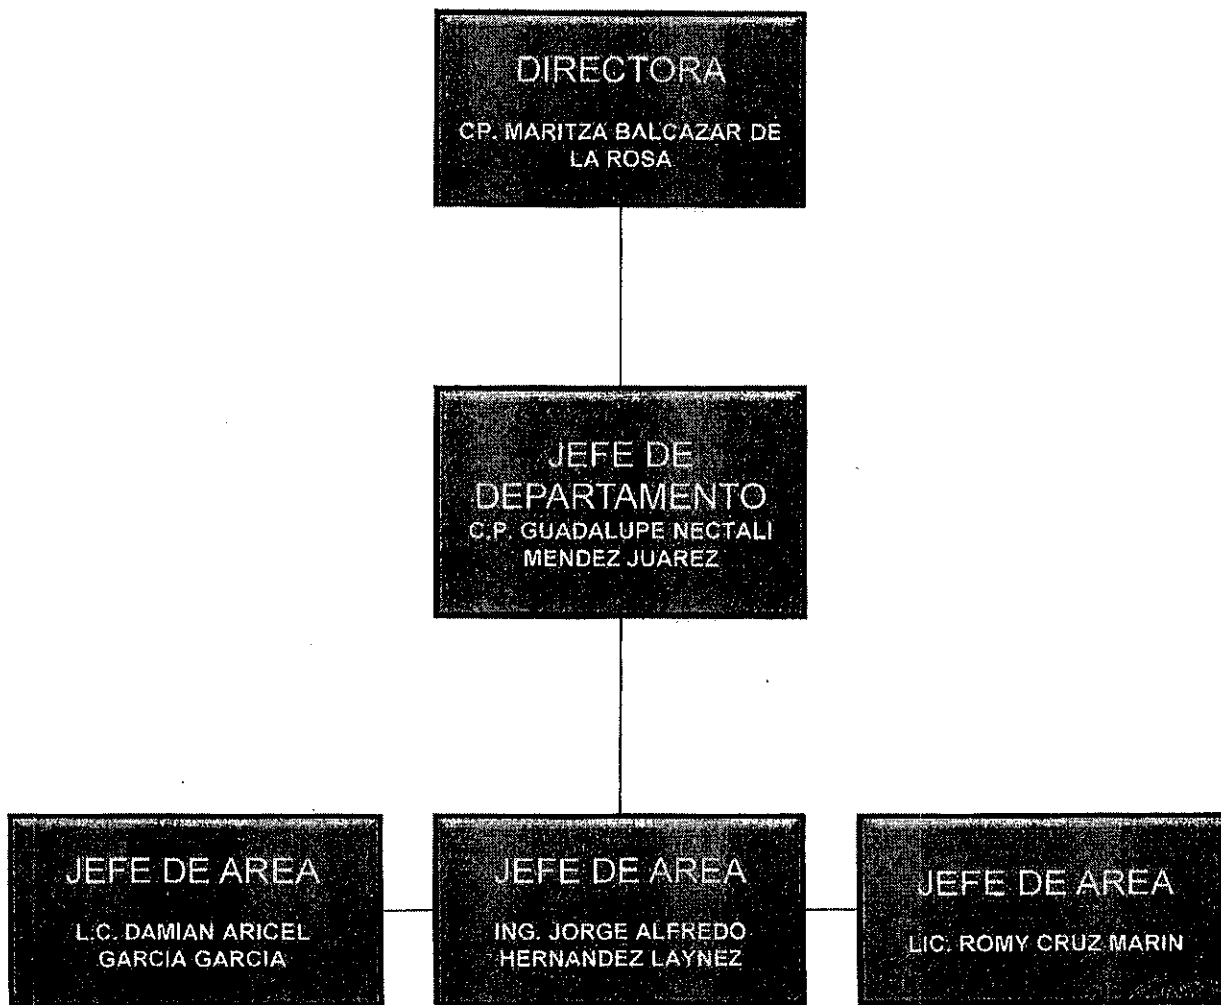 DIRECTORA
CP. MARITZA BALCAZAR DE
LA ROSA
JEFE DE
DEPARTAMENTO
C.P. GUADALUPE NECTALI
MENDEZ JUAREZ
JEFE DE AREA
L.C. DAMIAN ARICEL
GARCIA GARCIA
JEFE DE AREA
ING. JORGE ALFREDO
HERNANDEZ LAYNEZ
JEFE DE AREA
LIC. ROMY CRUZ MARIN